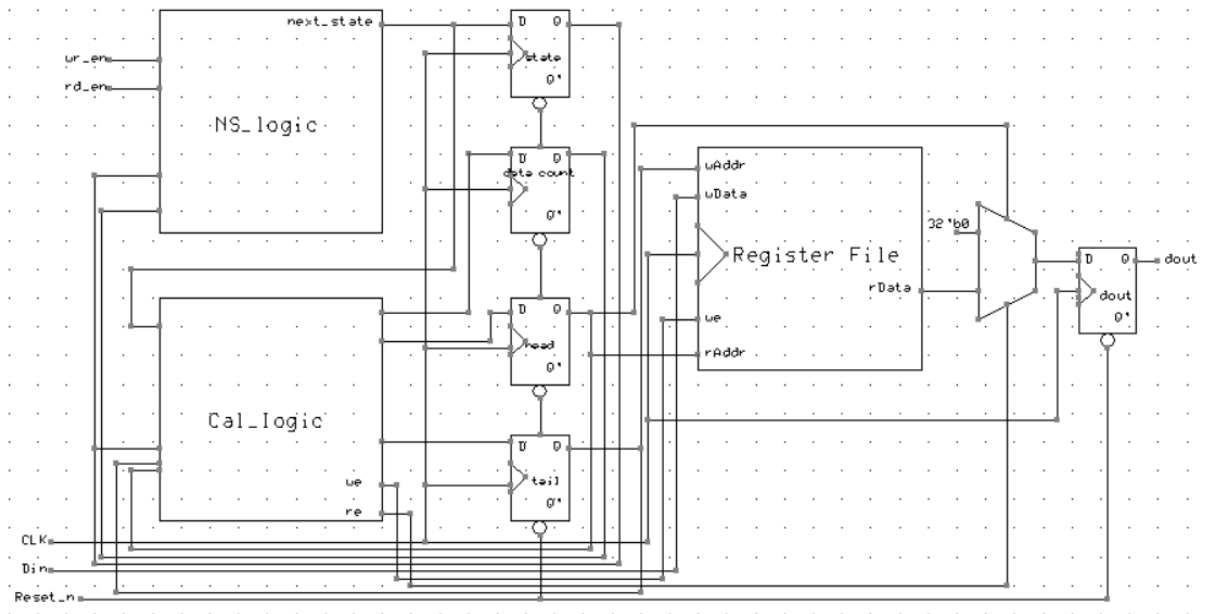 next_state
wr_en
rd_en
NS_logic
D Q
state
Q'
D Q
data count
Q'
wAddr
wData
Register File
rData
we
rAddr
32'b0
D Q
dout
Q'
dout
Cal_logic
we
re
D Q
head
Q'
D Q
tail
Q'
CLK
Din
Reset_n